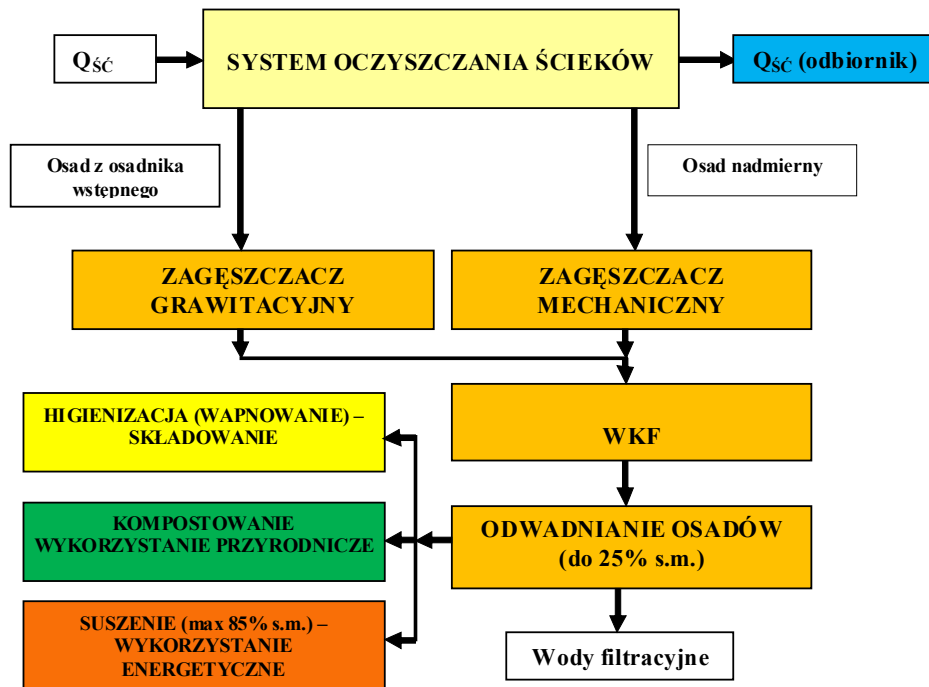 QŚĆ
SYSTEM OCZYSZCZANIA ŚCIEKÓW
QŚĆ (odbiornik)
Osad z osadnika
wstępnego
Osad nadmierny
ZAGĘSZCZACZ
GRAWITACYJNY
ZAGĘSZCZACZ
MECHANICZNY
HIGIENIZACJA (WAPNOWANIE) –
SKŁADOWANIE
WKF
KOMPOSTOWANIE
WYKORZYSTANIE PRZYRODNICZE
ODWADNIANIE OSADÓW
(do 25% s.m.)
SUSZENIE (max 85% s.m.) –
WYKORZYSTANIE
ENERGETYCZNE
Wody filtracyjne